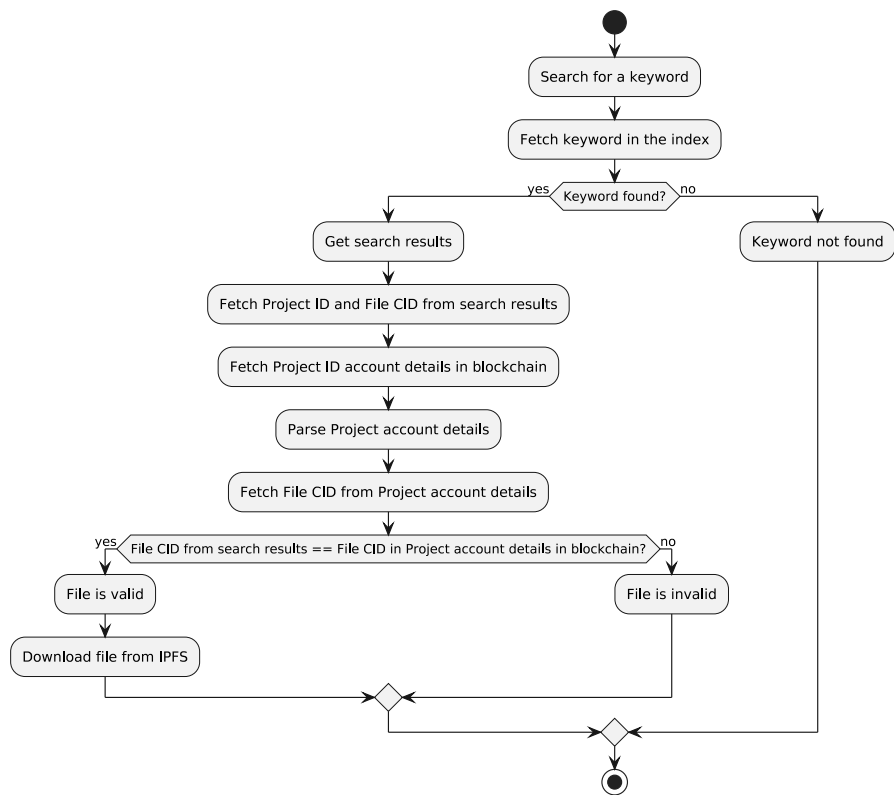 Search for a keyword
Fetch keyword in the index
yes
Keyword found?
no
Get search results
Keyword not found
Fetch Project ID and File CID from search results
Fetch Project ID account details in blockchain
Parse Project account details
Fetch File CID from Project account details
yes
File CID from search results == File CID in Project account details in blockchain?
no
File is valid
File is invalid
Download file from IPFS